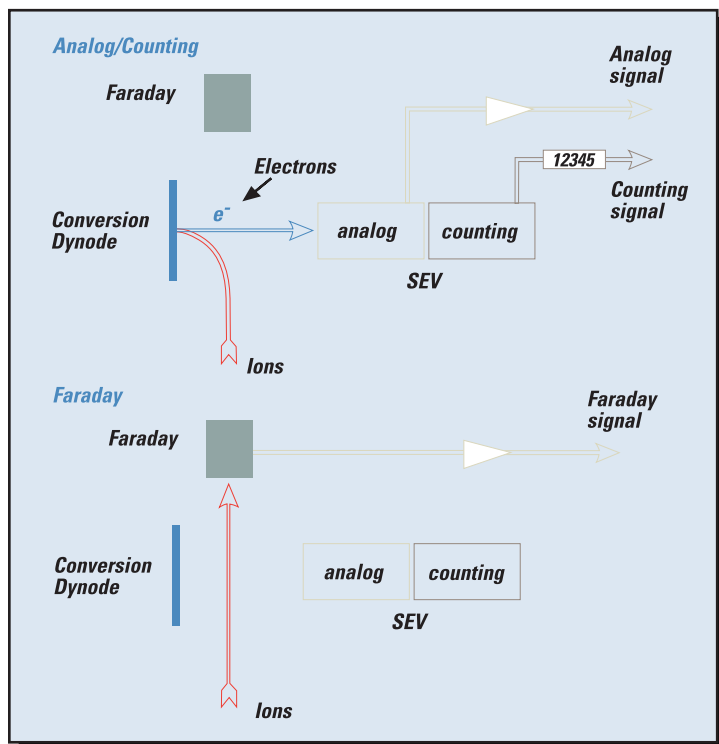 Analog/Counting
Faraday
Analog
signal
12345
Electrons
Counting
signal
Conversion
Dynode
e-
analog
counting
SEV
Ions
Faraday
Faraday
signal
Faraday
Conversion
Dynode
analog
counting
SEV
Ions